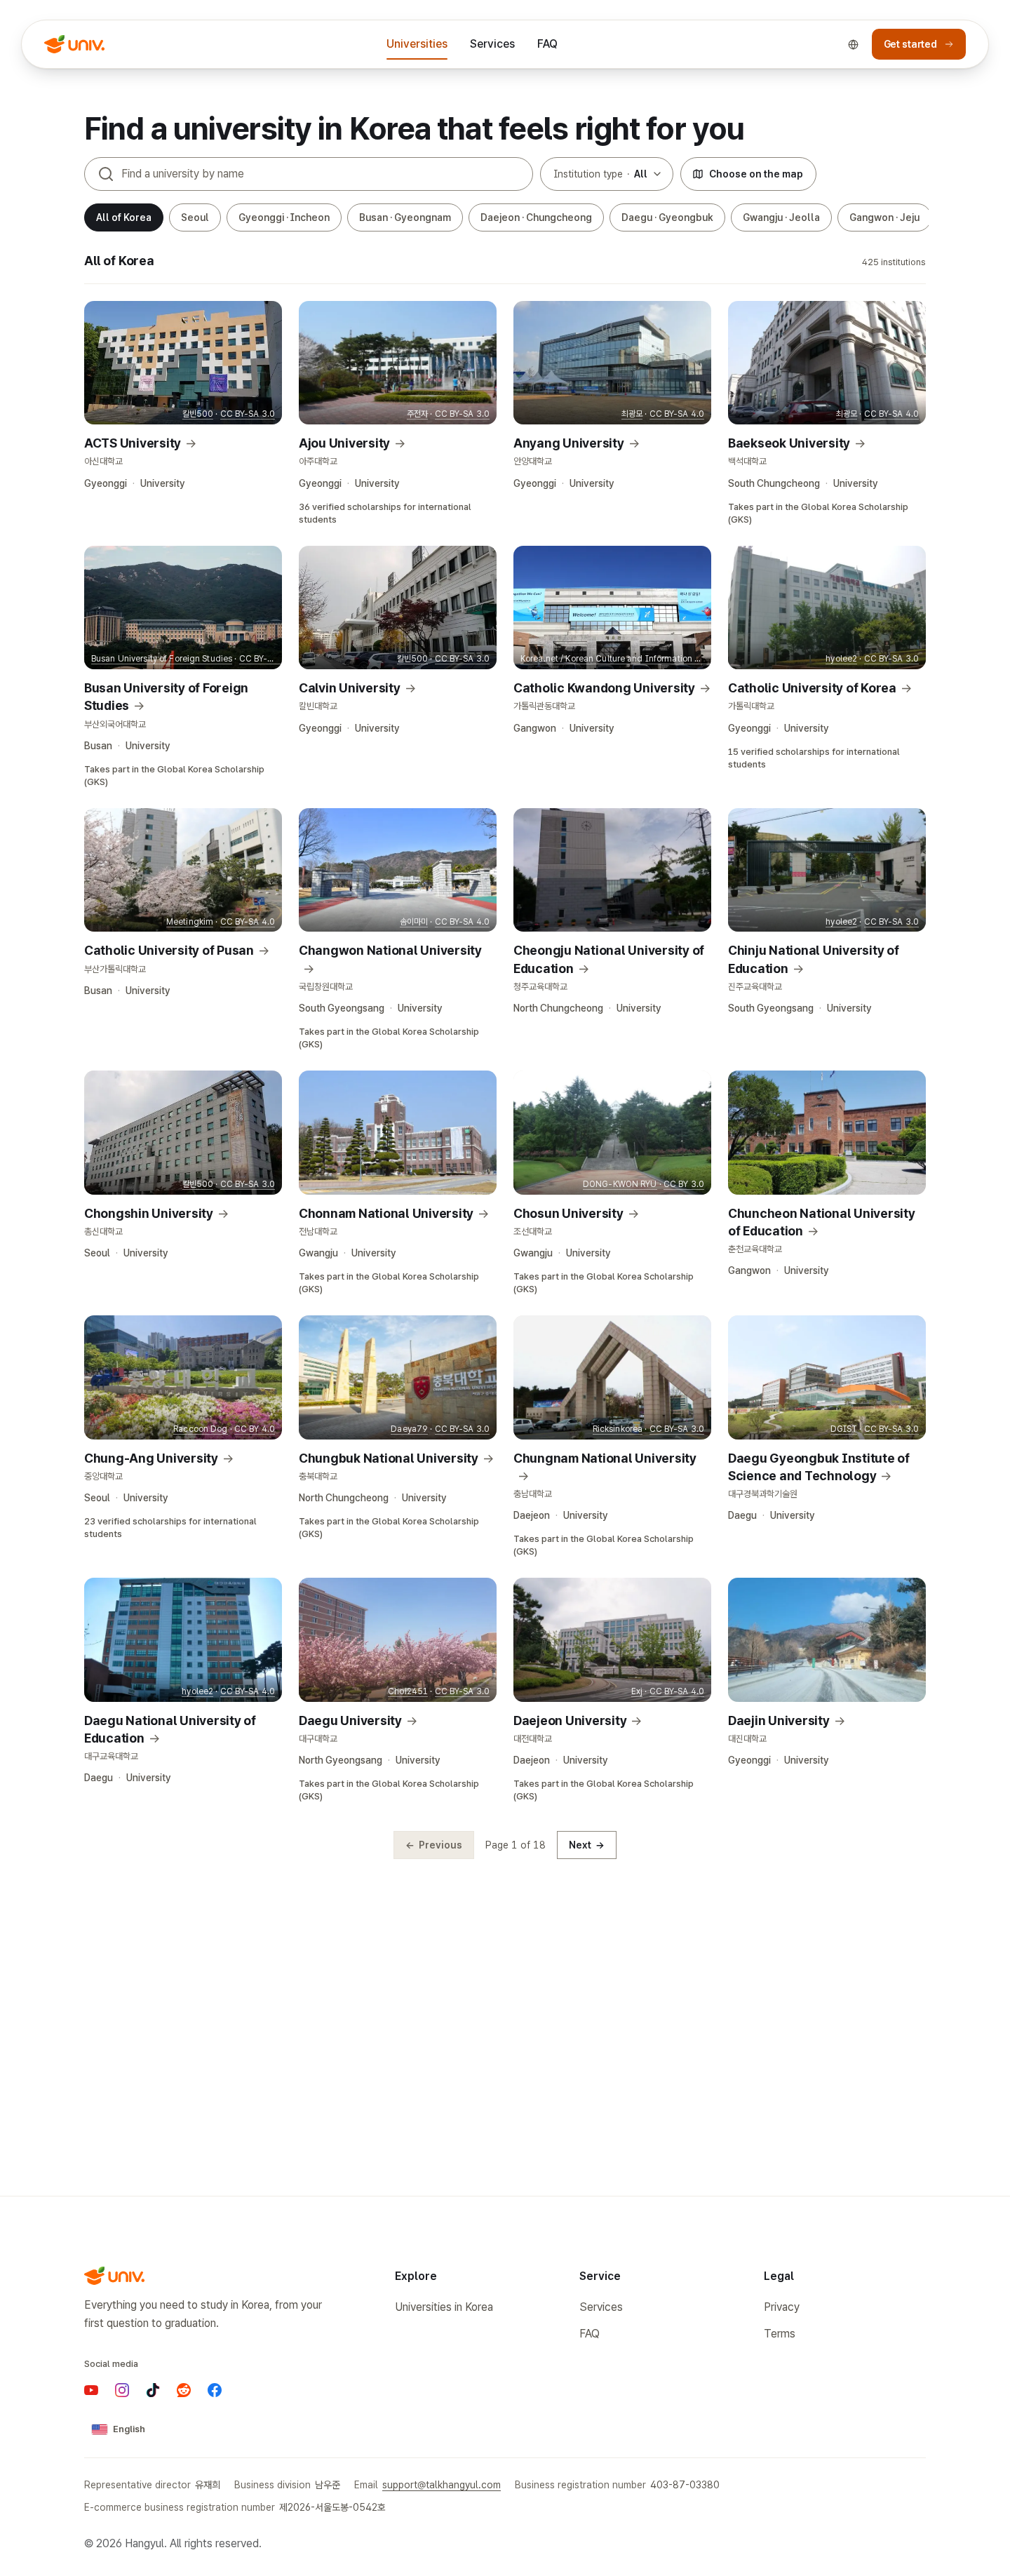 UNIV.
Universities
Services
FAQ
Get started →
Find a university in Korea that feels right for you
Find a university by name
Institution type · All
Choose on the map
All of Korea
Seoul
Gyeonggi · Incheon
Busan · Gyeongnam
Daejeon · Chungcheong
Daegu · Gyeongbuk
Gwangju · Jeolla
Gangwon · Jeju
All of Korea
425 institutions
칼빈500 · CC BY-SA 3.0
ACTS University →
아신대학교
Gyeonggi · University
주전자 · CC BY-SA 3.0
Ajou University →
아주대학교
Gyeonggi · University
36 verified scholarships for international
students
최광모 · CC BY-SA 4.0
Anyang University →
안양대학교
Gyeonggi · University
최광모 · CC BY-SA 4.0
Baekseok University →
백석대학교
South Chungcheong · University
Takes part in the Global Korea Scholarship
(GKS)
Busan University of Foreign Studies · CC BY-...
Busan University of Foreign
Studies →
부산외국어대학교
Busan · University
Takes part in the Global Korea Scholarship
(GKS)
칼빈500 · CC BY-SA 3.0
Calvin University →
칼빈대학교
Gyeonggi · University
Welcome!
Korea.net / Korean Culture and Information ...
Catholic Kwandong University →
가톨릭관동대학교
Gangwon · University
hyolee2 · CC BY-SA 3.0
Catholic University of Korea →
가톨릭대학교
Gyeonggi · University
15 verified scholarships for international
students
Meetingkim · CC BY-SA 4.0
Catholic University of Pusan →
부산가톨릭대학교
Busan · University
솜이마미 · CC BY-SA 4.0
Changwon National University
→
국립창원대학교
South Gyeongsang · University
Takes part in the Global Korea Scholarship
(GKS)
Cheongju National University of
Education →
청주교육대학교
North Chungcheong · University
hyolee2 · CC BY-SA 3.0
Chinju National University of
Education →
진주교육대학교
South Gyeongsang · University
칼빈500 · CC BY-SA 3.0
Chongshin University →
총신대학교
Seoul · University
Chonnam National University →
전남대학교
Gwangju · University
Takes part in the Global Korea Scholarship
(GKS)
DONG-KWON RYU · CC BY 3.0
Chosun University →
조선대학교
Gwangju · University
Takes part in the Global Korea Scholarship
(GKS)
Chuncheon National University
of Education →
춘천교육대학교
Gangwon · University
Raccoon Dog · CC BY 4.0
Chung-Ang University →
중앙대학교
Seoul · University
23 verified scholarships for international
students
충북대학교
Daeya79 · CC BY-SA 3.0
Chungbuk National University →
충북대학교
North Chungcheong · University
Takes part in the Global Korea Scholarship
(GKS)
Ricksinkorea · CC BY-SA 3.0
Chungnam National University
→
충남대학교
Daejeon · University
Takes part in the Global Korea Scholarship
(GKS)
DGIST · CC BY-SA 3.0
Daegu Gyeongbuk Institute of
Science and Technology →
대구경북과학기술원
Daegu · University
hyolee2 · CC BY-SA 4.0
Daegu National University of
Education →
대구교육대학교
Daegu · University
Choi2451 · CC BY-SA 3.0
Daegu University →
대구대학교
North Gyeongsang · University
Takes part in the Global Korea Scholarship
(GKS)
Exj · CC BY-SA 4.0
Daejeon University →
대전대학교
Daejeon · University
Takes part in the Global Korea Scholarship
(GKS)
Daejin University →
대진대학교
Gyeonggi · University
← Previous
Page 1 of 18
Next →
UNIV.
Everything you need to study in Korea, from your
first question to graduation.
Social media
English
Explore
Universities in Korea
Service
Services
FAQ
Legal
Privacy
Terms
Representative director 유재희 Business division 남우준 Email support@talkhangyul.com Business registration number 403-87-03380
E-commerce business registration number 제2026-서울도봉-0542호
© 2026 Hangyul. All rights reserved.